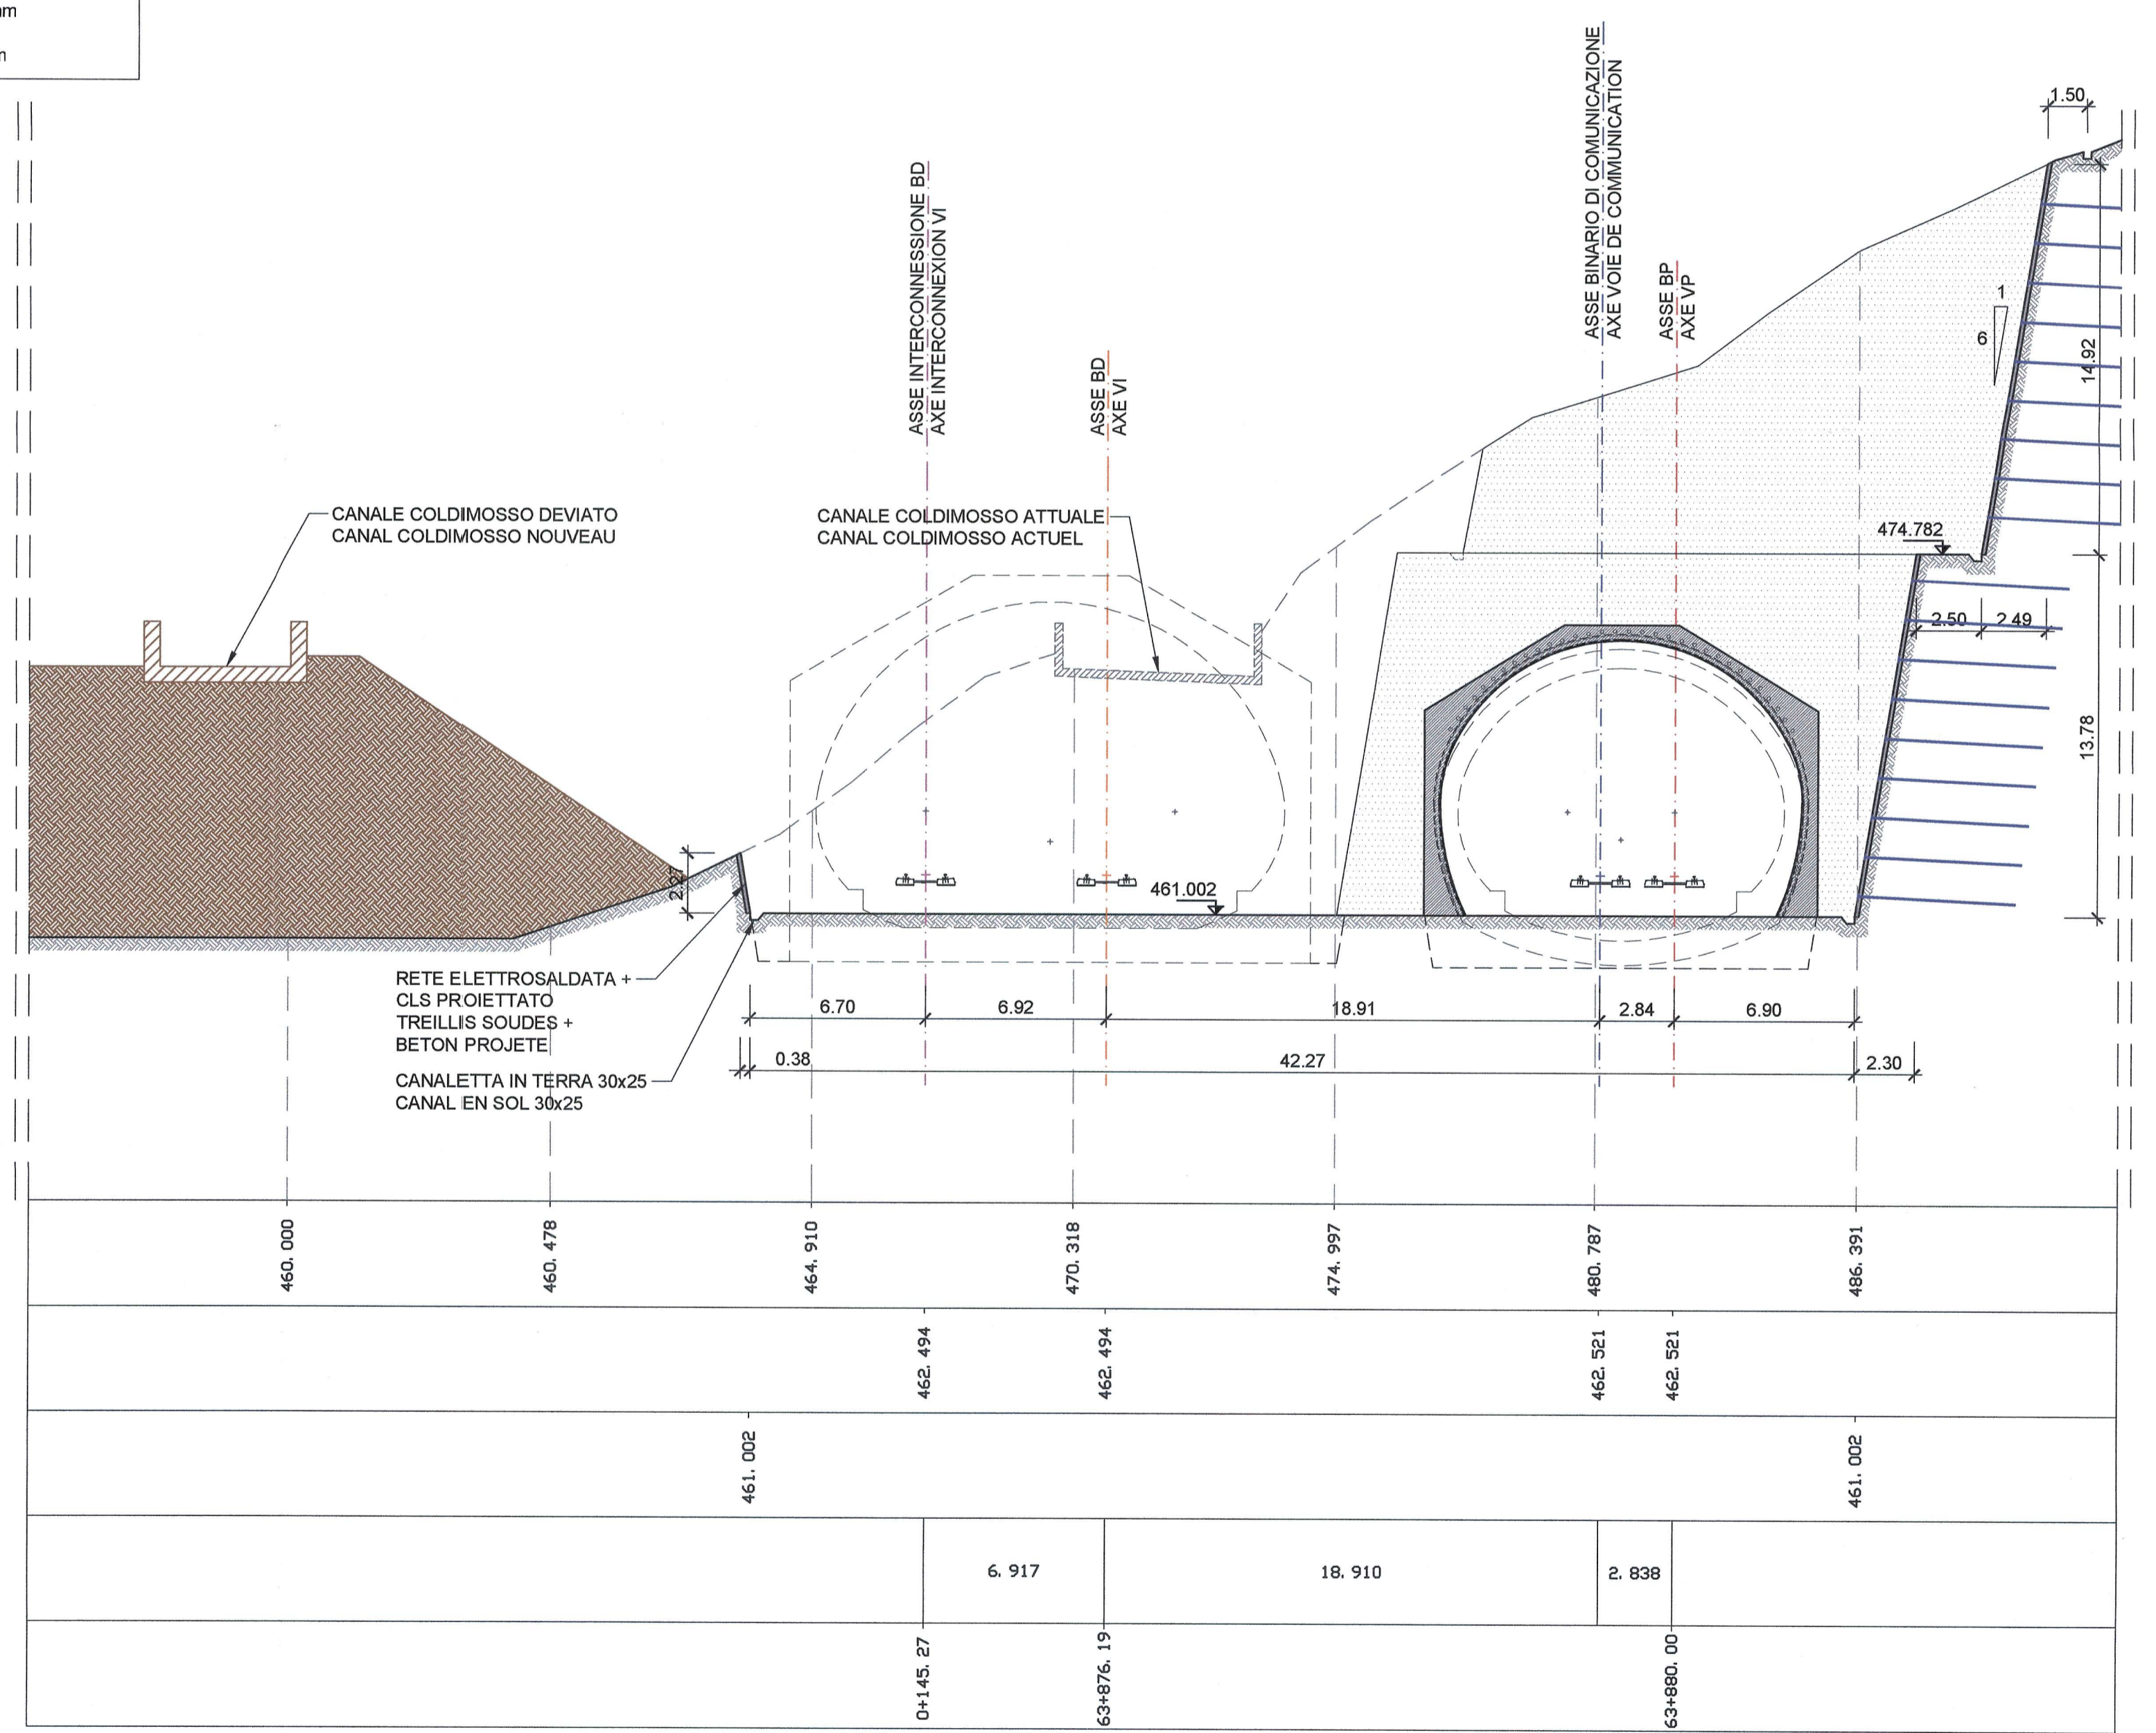 m
ASSE INTERCONNESSIONE BD
AXE INTERCONNEXION VI
ASSE BD
AXE VI
ASSE BINARIO DI COMUNICAZIONE
AXE VOIE DE COMMUNICATION
ASSE BP
AXE VP
1.50
1
6
14.92
CANALE COLDIMOSSO DEVIATO
CANAL COLDIMOSSO NOUVEAU
CANALE COLDIMOSSO ATTUALE
CANAL COLDIMOSSO ACTUEL
474.782
2.50
2.49
13.78
2.27
461.002
RETE ELETTROSALDATA +
CLS PROIETTATO
TREILLIS SOUDES +
BETON PROJETE
CANALETTA IN TERRA 30x25
CANAL EN SOL 30x25
6.70
6.92
18.91
2.84
6.90
0.38
42.27
2.30
460. 000
460. 478
464. 910
470. 318
474. 997
480. 787
486. 391
462. 494
462. 494
462. 521
462. 521
461. 002
461. 002
6. 917
18. 910
2. 838
0+145. 27
63+876. 19
63+880. 00